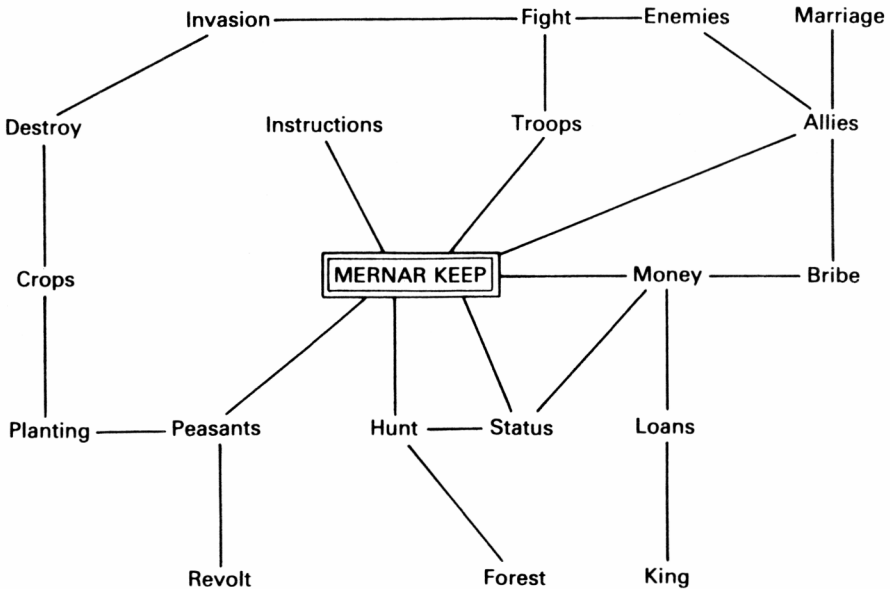 Invasion
Fight
Enemies
Marriage
Destroy
Instructions
Troops
Allies
Crops
MERNAR KEEP
Money
Bribe
Planting
Peasants
Hunt
Status
Loans
Revolt
Forest
King